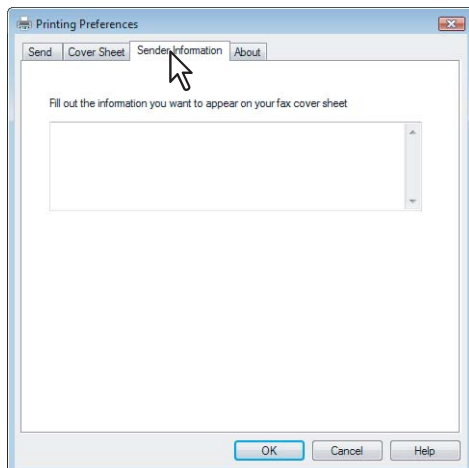 Printing Preferences
Send Cover Sheet Sender Information About
Fill out the information you want to appear on your fax cover sheet
OK Cancel Help